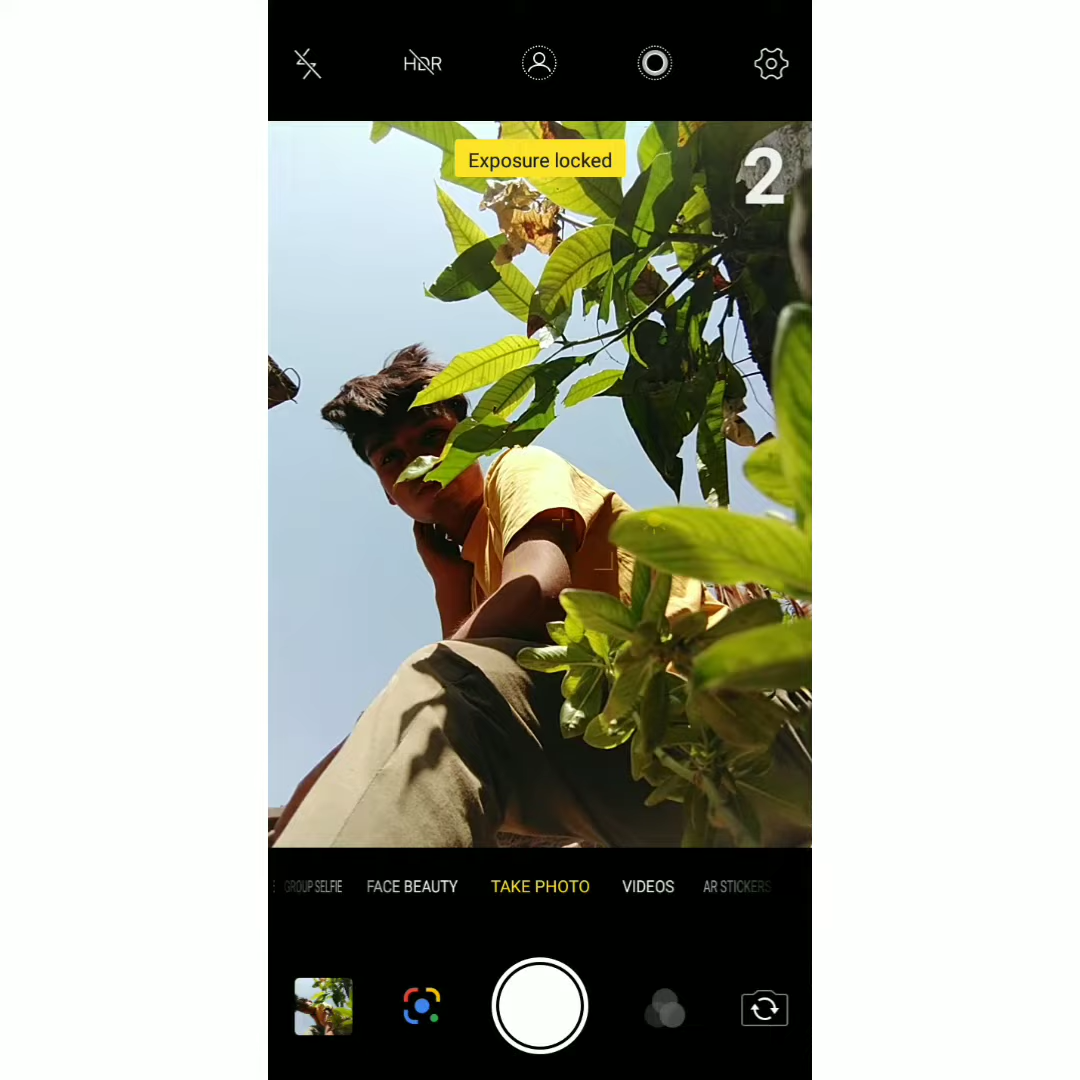 HDR
Exposure locked
2
GROUP SELFIE FACE BEAUTY TAKE PHOTO VIDEOS AR STICKERS